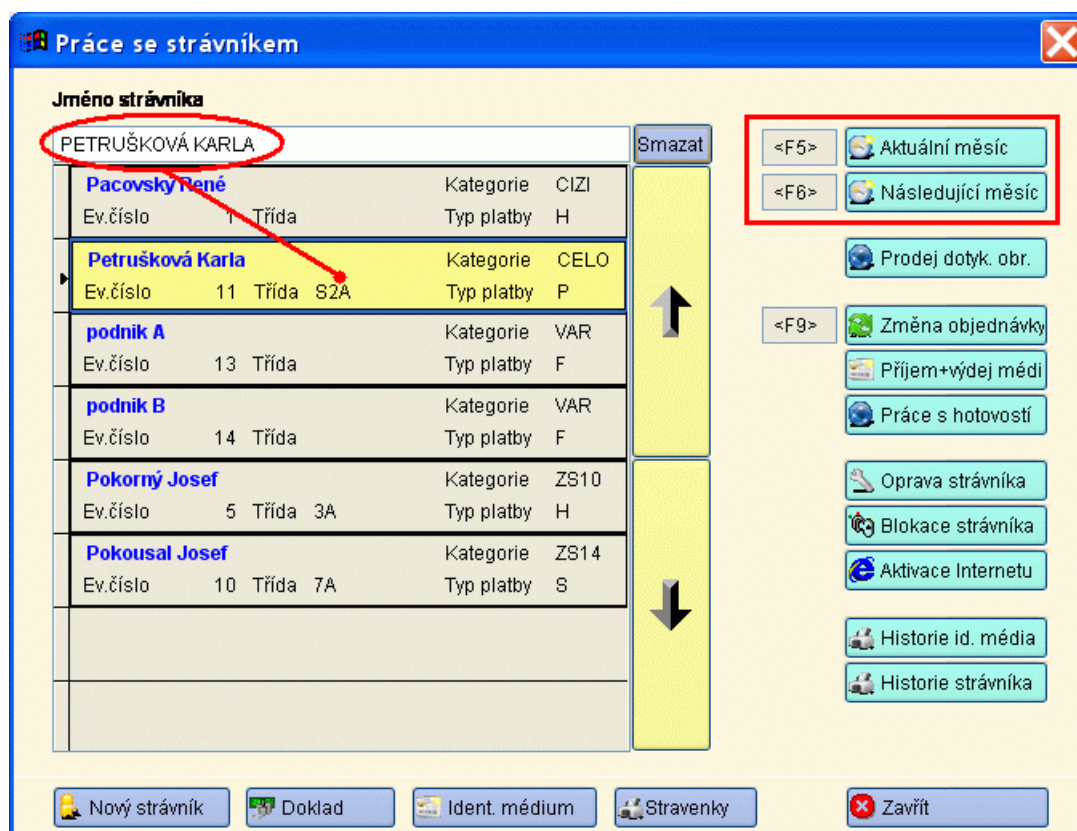 Práce se strávníkem
Jméno strávníka
PETRUŠKOVÁ KARLA
Smazat
Pacovský René Kategorie CIZI
Ev.číslo 1 Třída Typ platby H
Petrušková Karla Kategorie CELO
Ev.číslo 11 Třída S2A Typ platby P
podnik A Kategorie VAR
Ev.číslo 13 Třída Typ platby F
podnik B Kategorie VAR
Ev.číslo 14 Třída Typ platby F
Pokorný Josef Kategorie ZS10
Ev.číslo 5 Třída 3A Typ platby H
Pokousal Josef Kategorie ZS14
Ev.číslo 10 Třída 7A Typ platby S
<F5> Aktuální měsíc
<F6> Následující měsíc
Prodej dotyk. obr.
<F9> Změna objednávky
Příjem+výdej médi
Práce s hotovostí
Oprava strávníka
Blokace strávníka
Aktivace Internetu
Historie id. média
Historie strávníka
Nový strávník
Doklad
Ident. médium
Stravenky
Zavřít